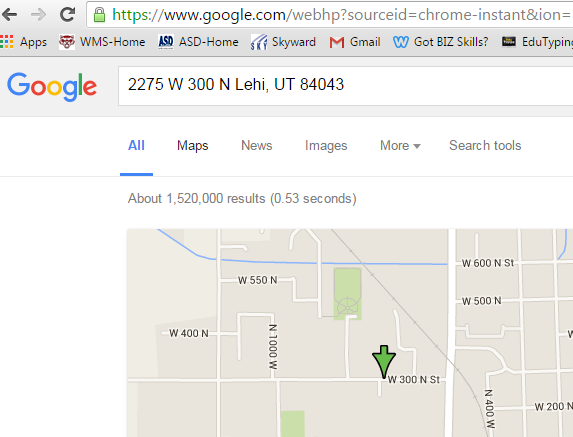 https://www.google.com/webhp?sourceid=chrome-instant&ion=
Apps WMS-Home ASD-Home Skyward Gmail Got BIZ Skills? EduTyping
Google 2275 W 300 N Lehi, UT 84043
All Maps News Images More Search tools
About 1,520,000 results (0.53 seconds)
W 600 N St
W 550 N
W 500 N
W 400 N
N 1000 W
W 300 N St
N 400 W
W 200 N